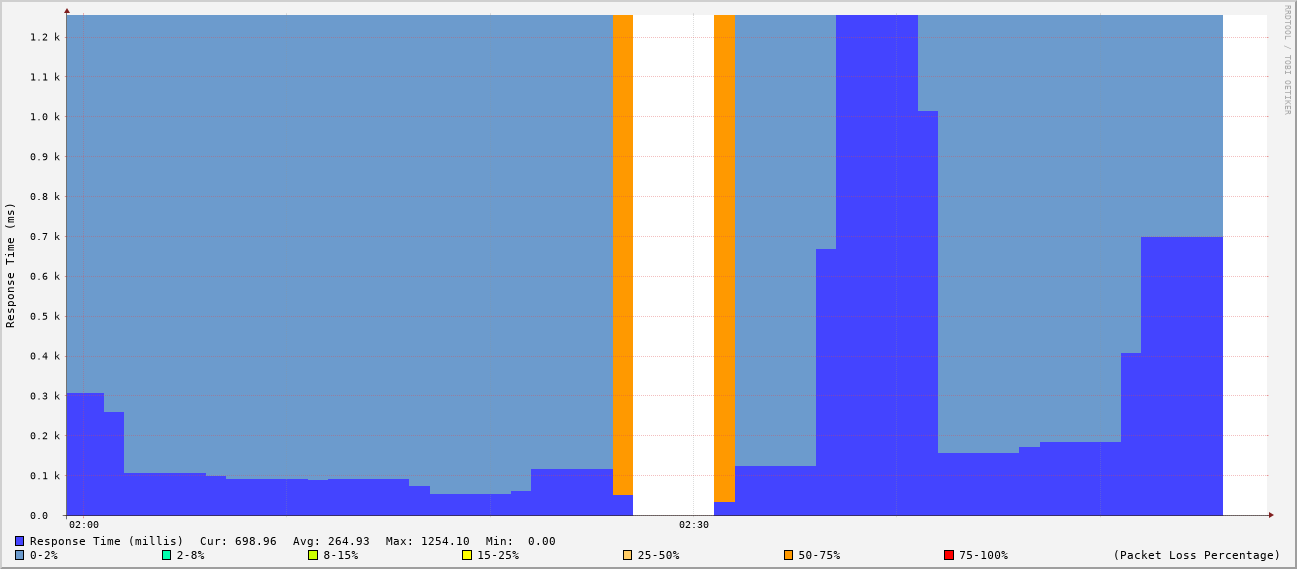 RRDTOOL / TOBI OETIKER
Response Time (ms)
1.2 k
1.1 k
1.0 k
0.9 k
0.8 k
0.7 k
0.6 k
0.5 k
0.4 k
0.3 k
0.2 k
0.1 k
0.0
02:00 02:30
Response Time (millis) Cur: 698.96 Avg: 264.93 Max: 1254.10 Min: 0.00
0-2% 2-8% 8-15% 15-25% 25-50% 50-75% 75-100% (Packet Loss Percentage)